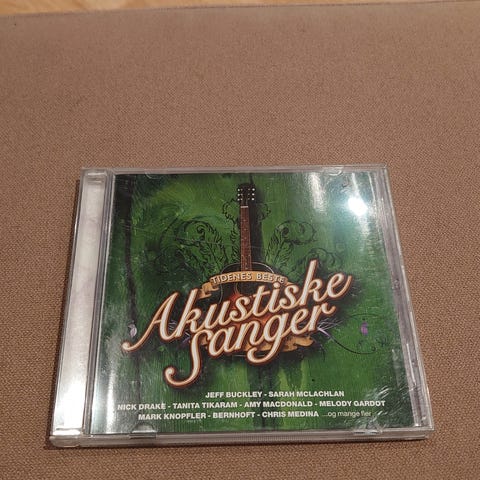 TIDENES BESTE
Akustiske
Sanger
JEFF BUCKLEY - SARAH MCLACHLAN
NICK DRAKE - TANITA TIKARAM - AMY MACDONALD - MELODY GARDOT
MARK KNOPFLER - BERNHOFT - CHRIS MEDINA ...og mange fler